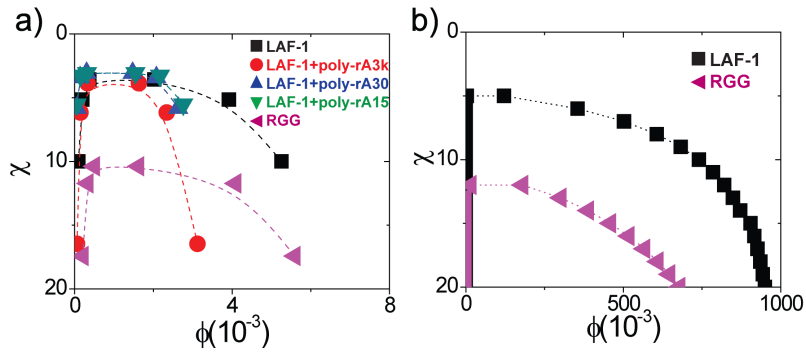 a)
0
10
20
χ
LAF-1
LAF-1+poly-rA3k
LAF-1+poly-rA30
LAF-1+poly-rA15
RGG
0
4
8
ϕ(10⁻³)
b)
0
10
20
χ
LAF-1
RGG
0
500
1000
ϕ(10⁻³)